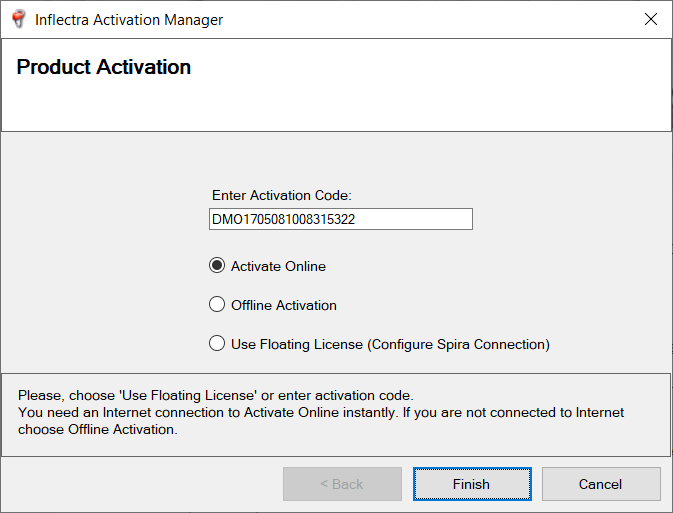 Inflectra Activation Manager
Product Activation
Enter Activation Code:
DMO1705081008315322
Activate Online
Offline Activation
Use Floating License (Configure Spira Connection)
Please, choose 'Use Floating License' or enter activation code.
You need an Internet connection to Activate Online instantly. If you are not connected to Internet
choose Offline Activation.
< Back
Finish
Cancel